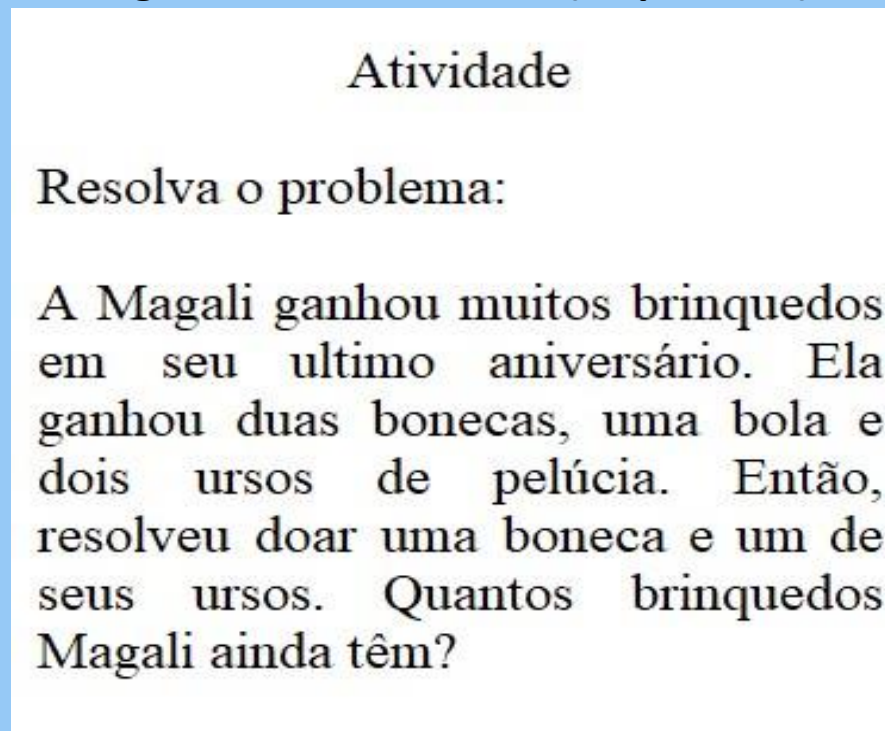 Atividade
Resolva o problema:
A Magali ganhou muitos brinquedos
em seu ultimo aniversário. Ela
ganhou duas bonecas, uma bola e
dois ursos de pelúcia. Então,
resolveu doar uma boneca e um de
seus ursos. Quantos brinquedos
Magali ainda têm?